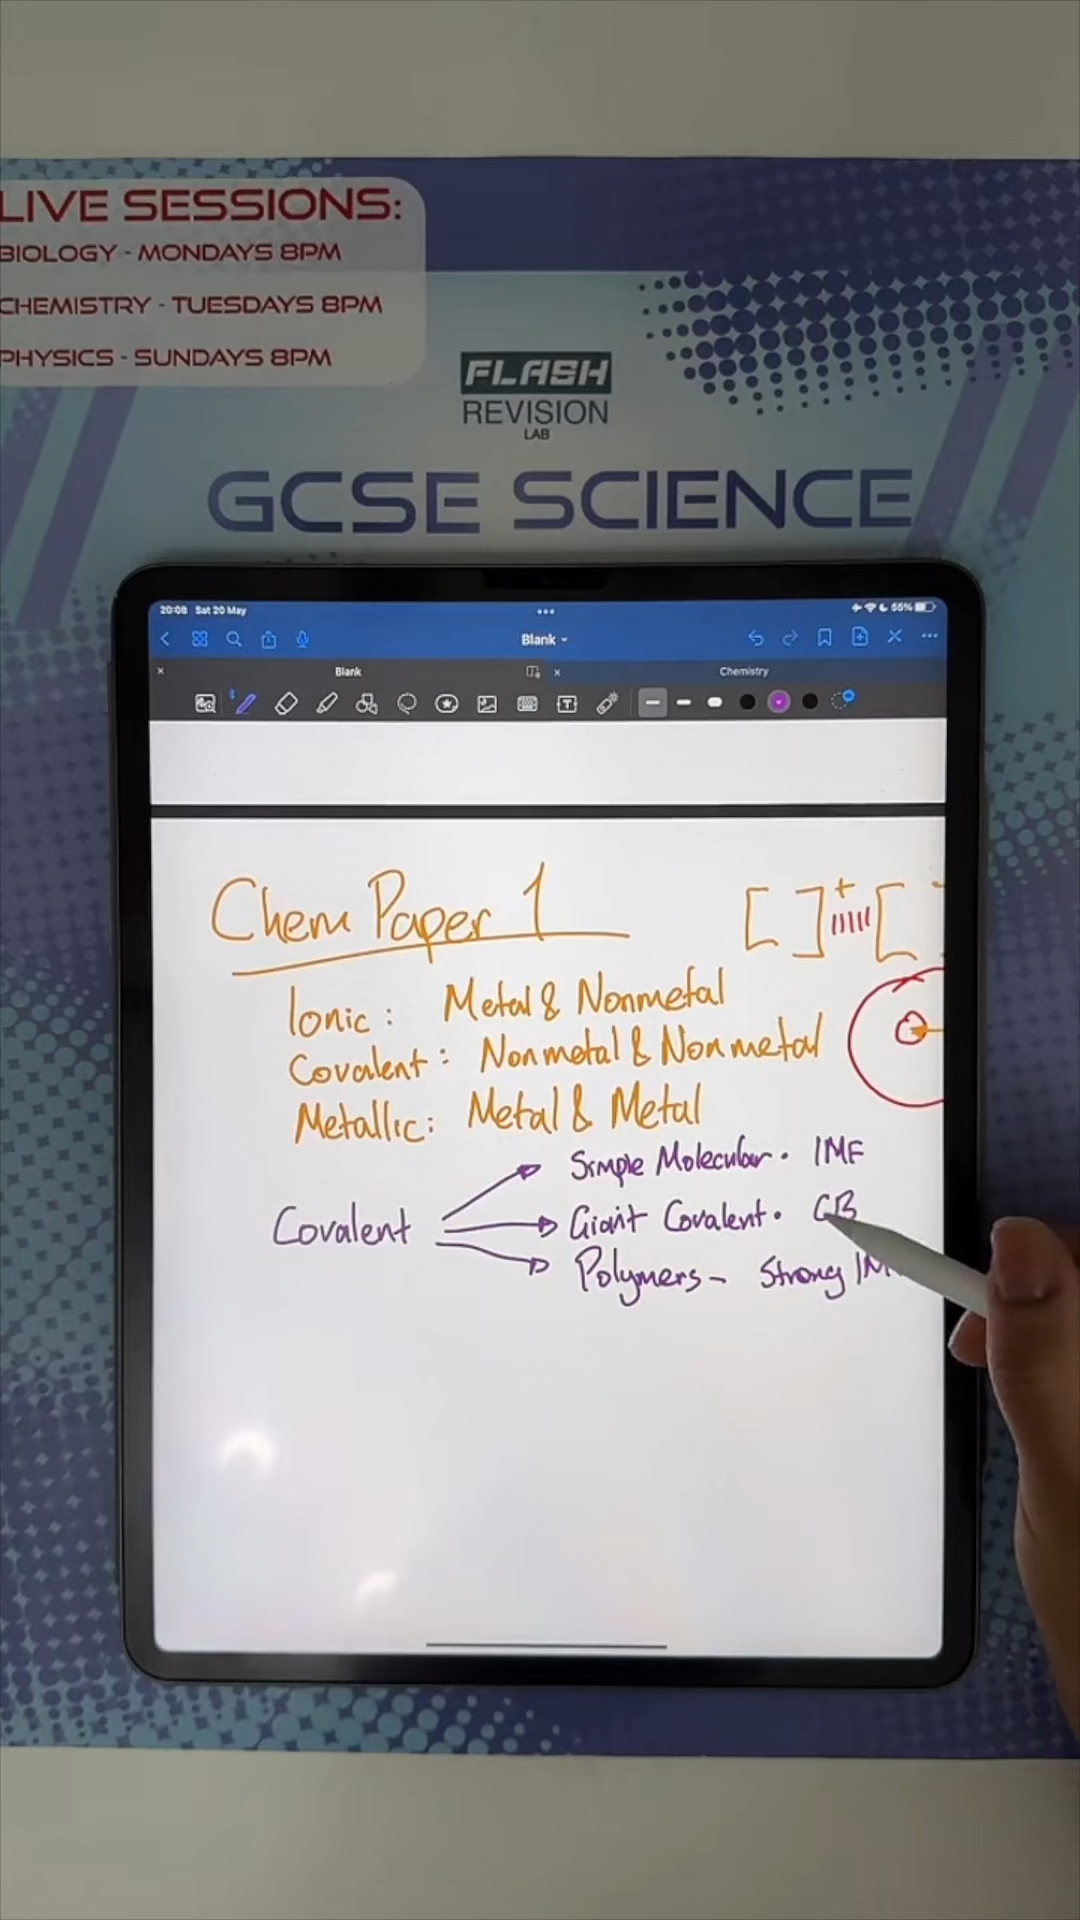 LIVE SESSIONS:
BIOLOGY - MONDAYS 8PM
CHEMISTRY - TUESDAYS 8PM
PHYSICS - SUNDAYS 8PM
FLASH
REVISION
LAB
GCSE SCIENCE
20:08 Sat 20 May
55%
Blank
Blank
Chemistry
Chem Paper 1
[ ]+ [
Ionic: Metal & Nonmetal
Covalent: Nonmetal & Nonmetal
Metallic: Metal & Metal
Covalent
Simple Molecular. IMF
Giant Covalent. CB
Polymers - Strong IM